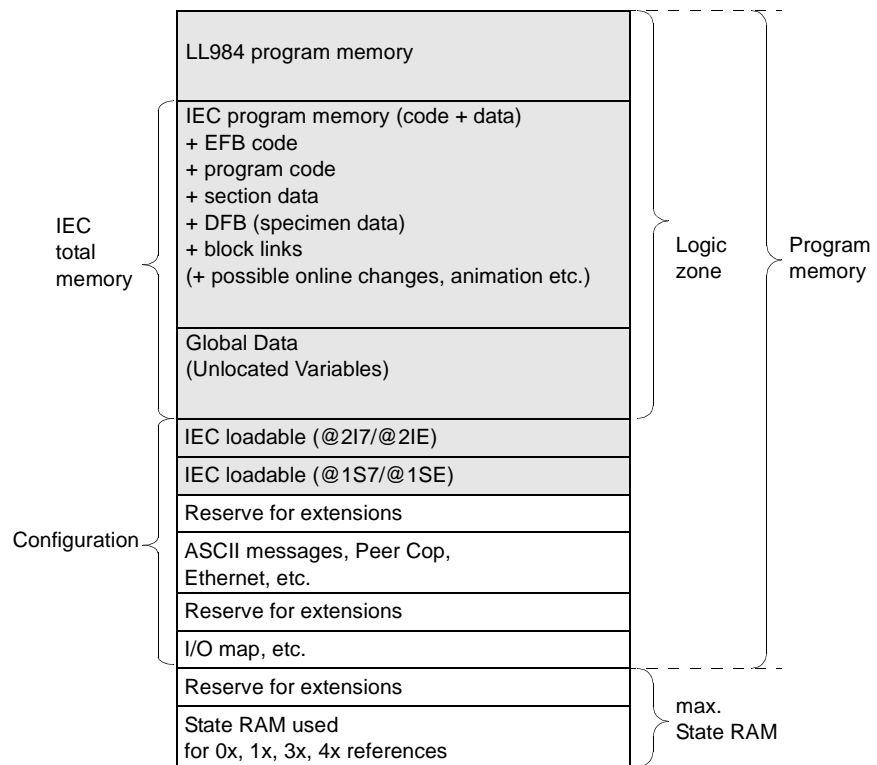 LL984 program memory
IEC program memory (code + data)
+ EFB code
+ program code
+ section data
+ DFB (specimen data)
+ block links
(+ possible online changes, animation etc.)
IEC
total
memory
Logic
zone
Program
memory
Global Data
(Unlocated Variables)
IEC loadable (@2I7/@2IE)
IEC loadable (@1S7/@1SE)
Reserve for extensions
Configuration
ASCII messages, Peer Cop,
Ethernet, etc.
Reserve for extensions
I/O map, etc.
Reserve for extensions
State RAM used
for 0x, 1x, 3x, 4x references
max.
State RAM